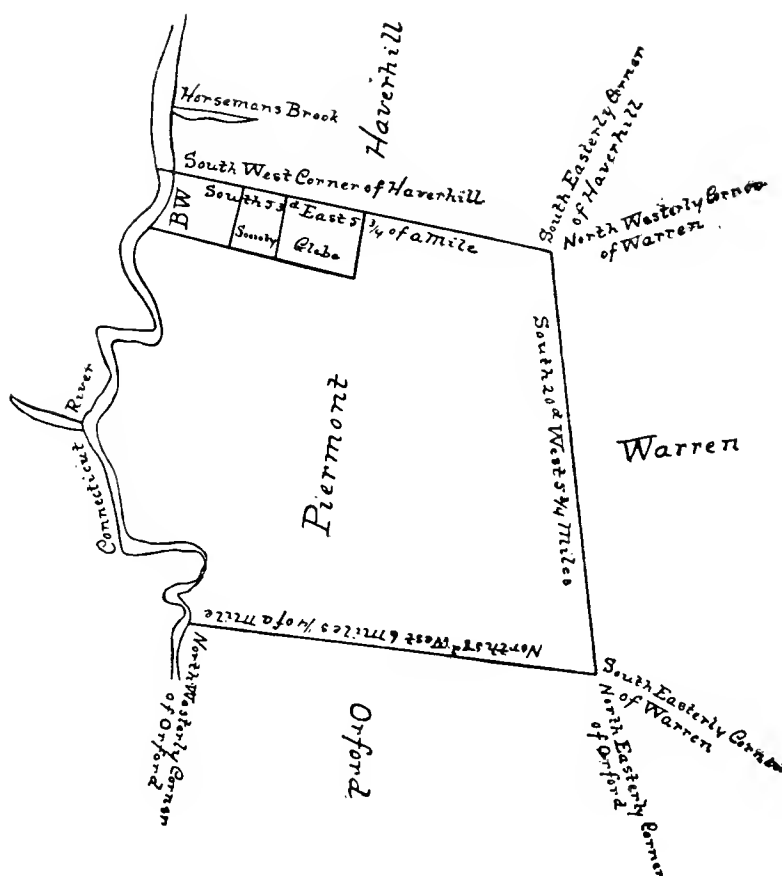 Haverhill
Horsemans Brook
South Easterly Corner
of Haverhill
North Westerly Corner
of Warren
South West Corner of Haverhill
South 53d East 5 3/4 of a mile
BW
Society
Glebe
South 20d West 5 3/4 Miles
Warren
Piermont
Connecticut River
North 58d West 6 miles 1/4 of a mile
North Westerly Corner
of Orford
Orford
South Easterly Corner
of Warren
North Easterly Corner
of Orford